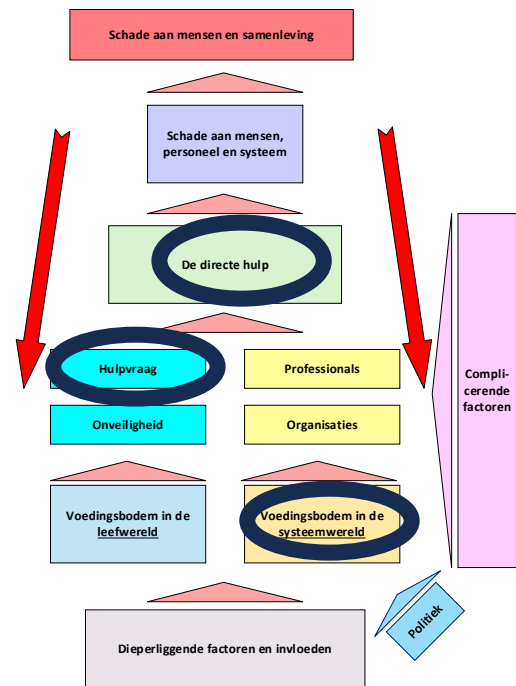 Schade aan mensen en samenleving
Schade aan mensen,
personeel en systeem
De directe hulp
Hulpvraag
Professionals
Onveiligheid
Organisaties
Compli-
cerende
factoren
Voedingsbodem in de
leefwereld
Voedingsbodem in de
systeemwereld
Politiek
Dieperliggende factoren en invloeden